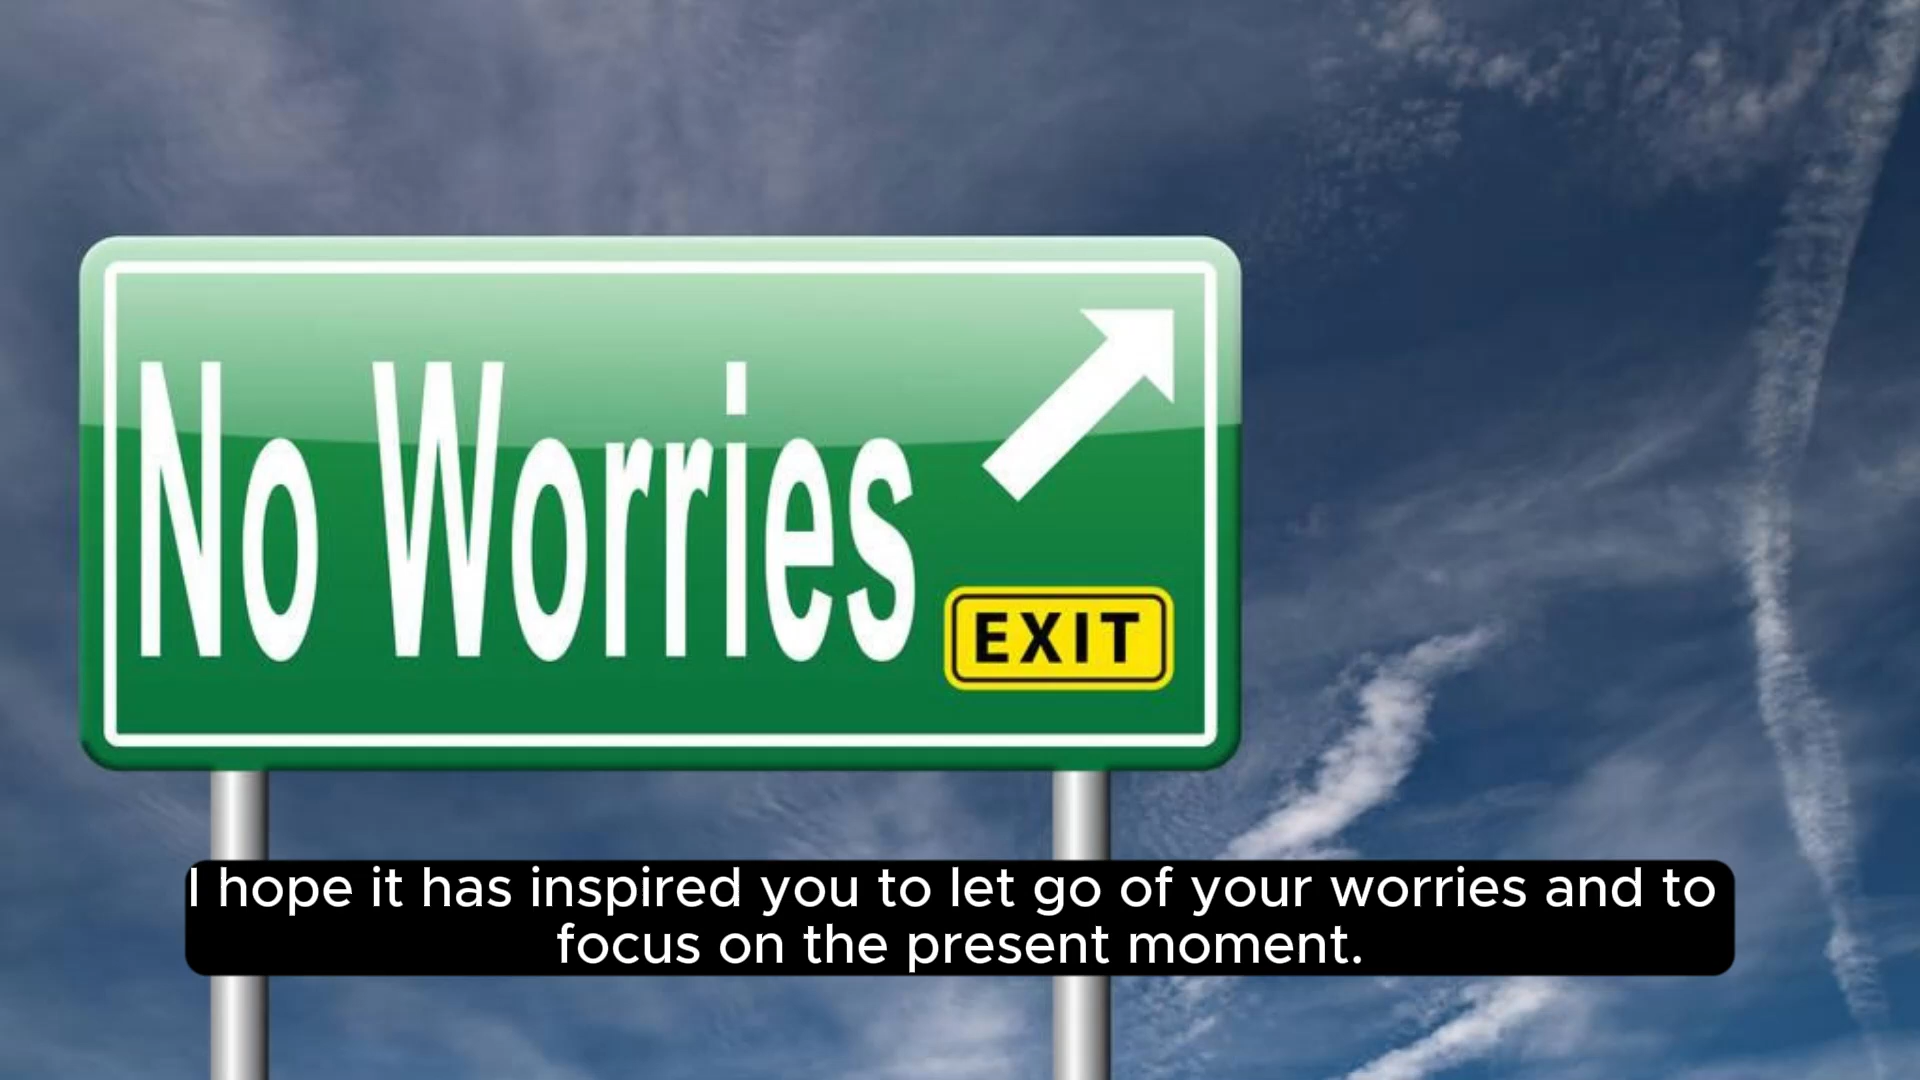 No Worries
EXIT
I hope it has inspired you to let go of your worries and to
focus on the present moment.